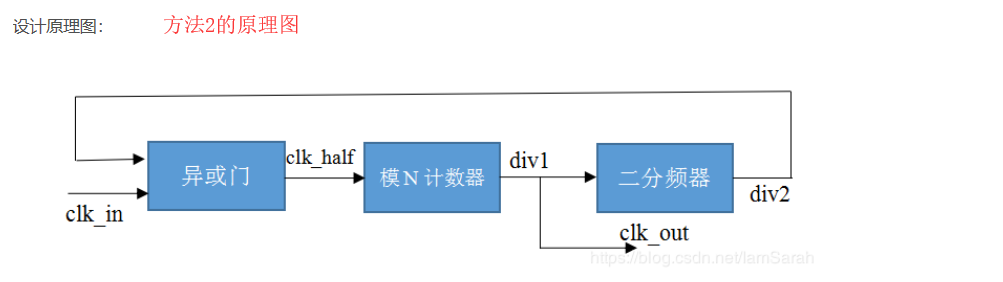 设计原理图： 方法2的原理图
异或门
clk_half
模N计数器
div1
二分频器
div2
clk_in
clk_out
https://blog.csdn.net/IamSarah